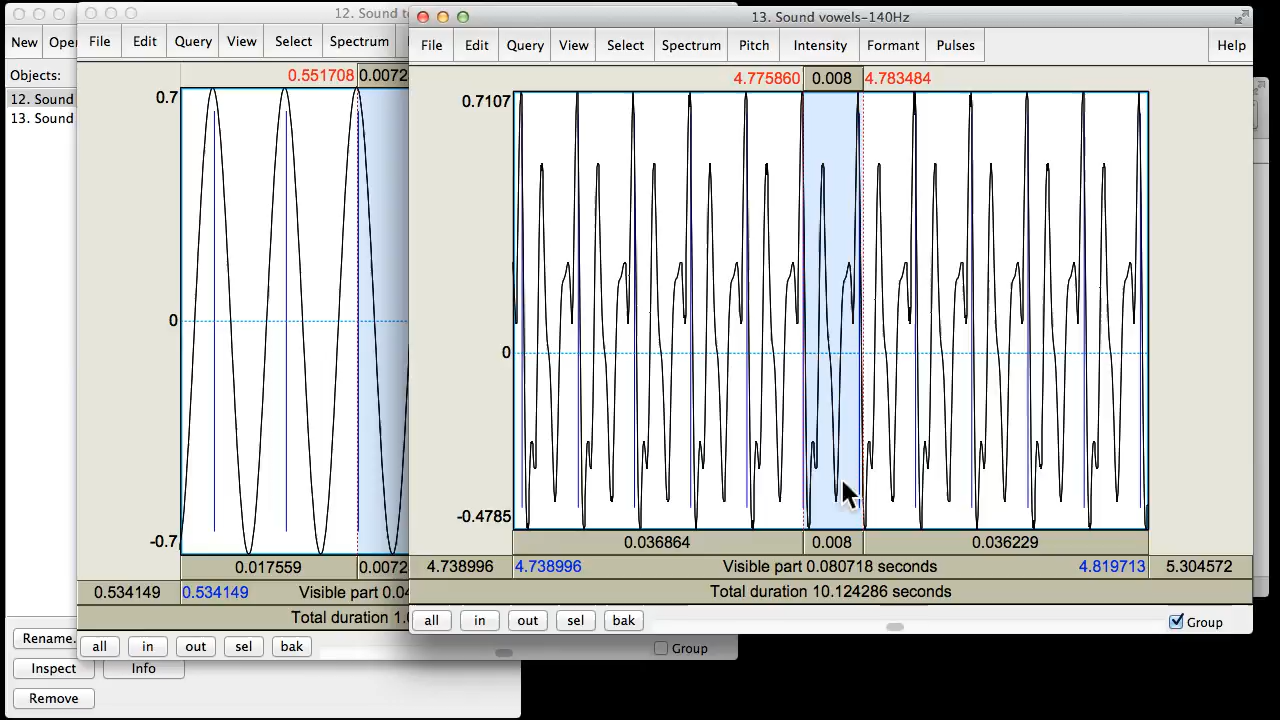 New Open
Objects:
12. Sound
13. Sound
Rename.
Inspect Info
Remove
12. Sound t
File Edit Query View Select Spectrum
0.551708 0.0072
0.7
0
-0.7
0.017559 0.0072
0.534149 0.534149 Visible part 0.04
Total duration 1.
all in out sel bak Group
13. Sound vowels-140Hz
File Edit Query View Select Spectrum Pitch Intensity Formant Pulses Help
4.775860 0.008 4.783484
0.7107
0
-0.4785
0.036864 0.008 0.036229
4.738996 4.738996 Visible part 0.080718 seconds 4.819713 5.304572
Total duration 10.124286 seconds
all in out sel bak Group